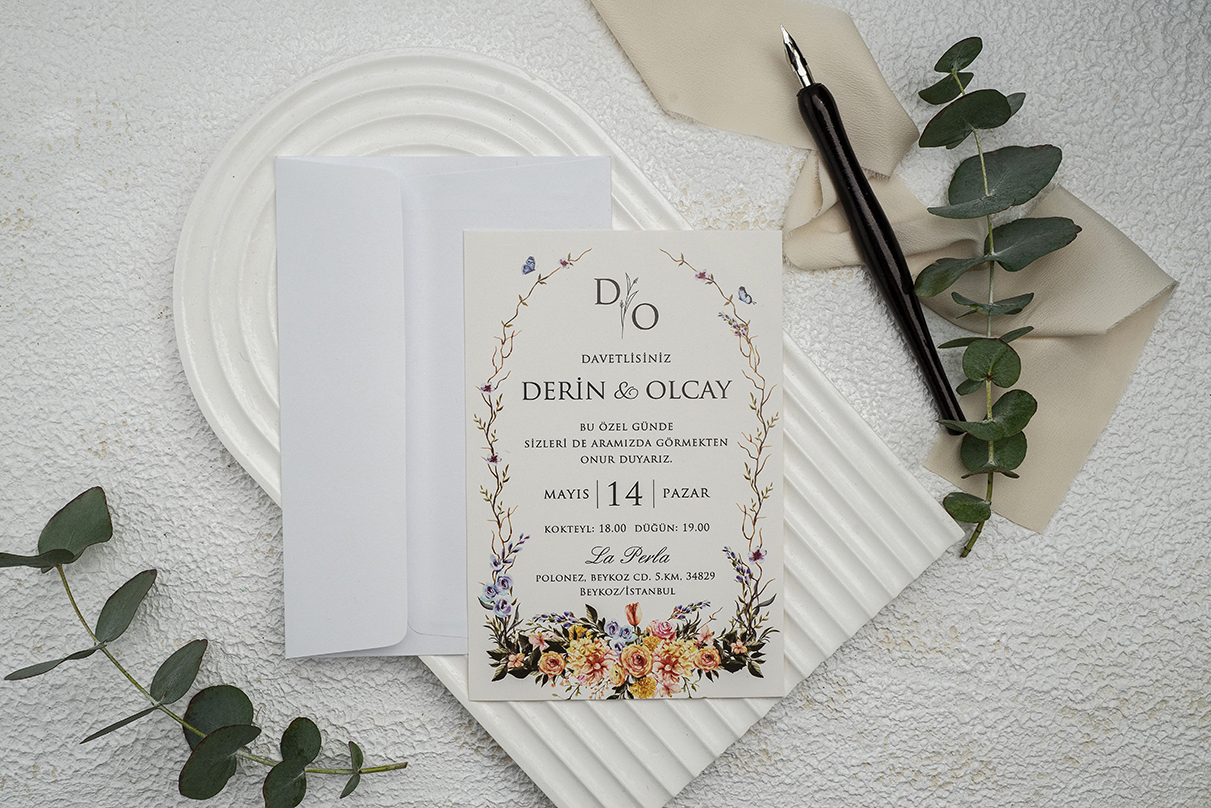 D O
DAVETLİSİNİZ
DERİN & OLCAY
BU ÖZEL GÜNDE
SİZLERİ DE ARAMIZDA GÖRMEKTEN
ONUR DUYARIZ.
MAYIS | 14 | PAZAR
KOKTEYL: 18.00 DÜĞÜN: 19.00
La Perla
POLONEZ, BEYKOZ CD. 5.KM, 34829
BEYKOZ/İSTANBUL